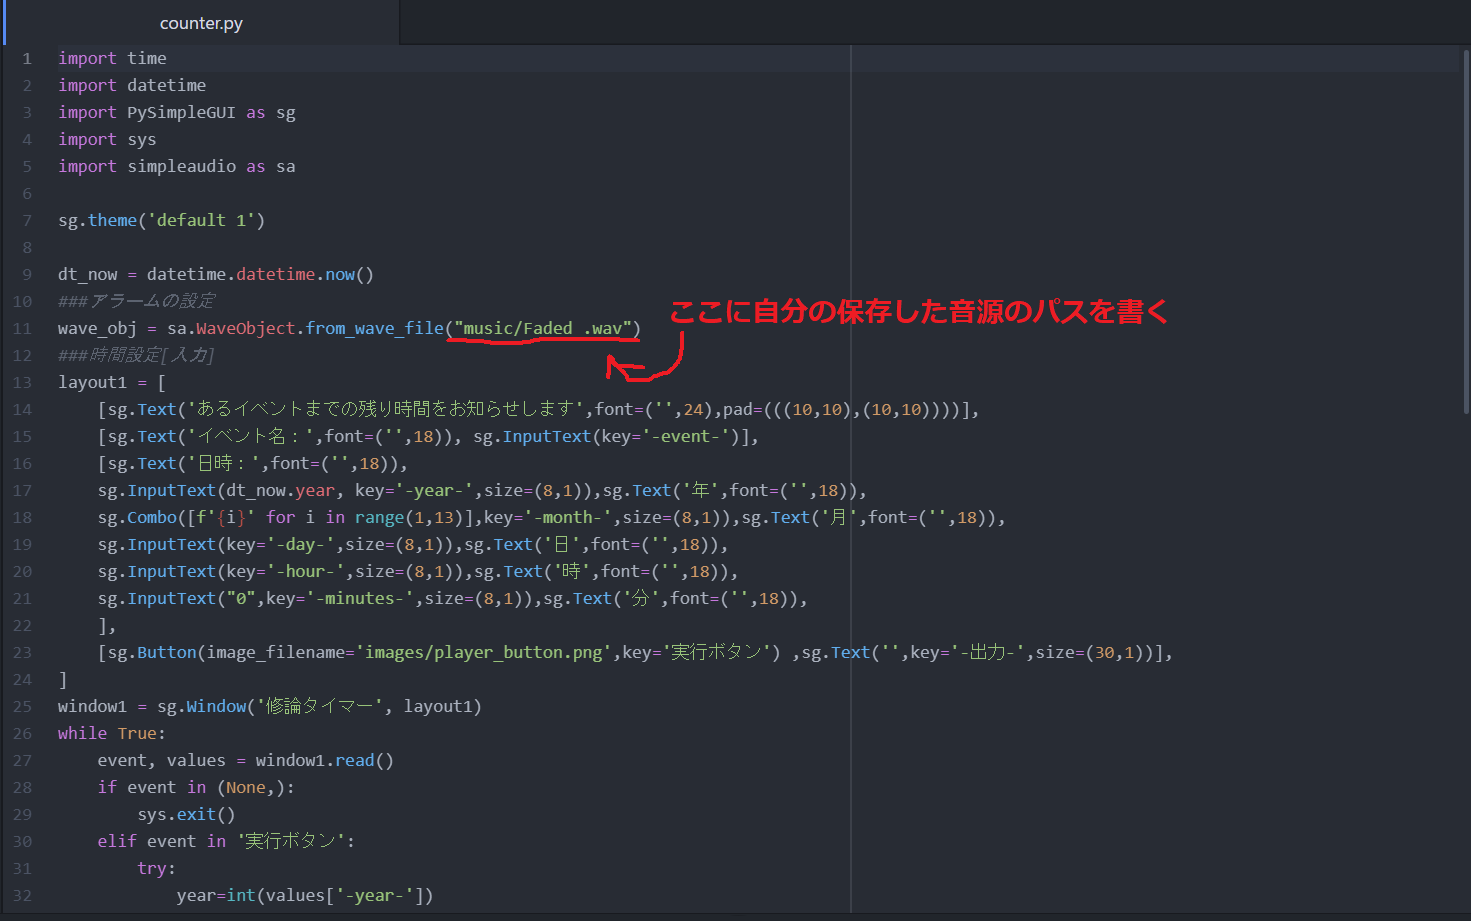 counter.py
1 import time
2 import datetime
3 import PySimpleGUI as sg
4 import sys
5 import simpleaudio as sa
6
7 sg.theme('default 1')
8
9 dt_now = datetime.datetime.now()
10 ###アラームの設定
ここに自分の保存した音源のパスを書く
11 wave_obj = sa.WaveObject.from_wave_file("music/Faded .wav")
12 ###時間設定[入力]
13 layout1 = [
14     [sg.Text('あるイベントまでの残り時間をお知らせします',font=('',24),pad=(((10,10),(10,10))))],
15     [sg.Text('イベント名：',font=('',18)), sg.InputText(key='-event-')],
16     [sg.Text('日時：',font=('',18)),
17     sg.InputText(dt_now.year, key='-year-',size=(8,1)),sg.Text('年',font=('',18)),
18     sg.Combo([f'{i}' for i in range(1,13)],key='-month-',size=(8,1)),sg.Text('月',font=('',18)),
19     sg.InputText(key='-day-',size=(8,1)),sg.Text('日',font=('',18)),
20     sg.InputText(key='-hour-',size=(8,1)),sg.Text('時',font=('',18)),
21     sg.InputText("0",key='-minutes-',size=(8,1)),sg.Text('分',font=('',18)),
22     ],
23     [sg.Button(image_filename='images/player_button.png',key='実行ボタン') ,sg.Text('',key='-出力-',size=(30,1))],
24 ]
25 window1 = sg.Window('修論タイマー', layout1)
26 while True:
27     event, values = window1.read()
28     if event in (None,):
29         sys.exit()
30     elif event in '実行ボタン':
31         try:
32             year=int(values['-year-'])